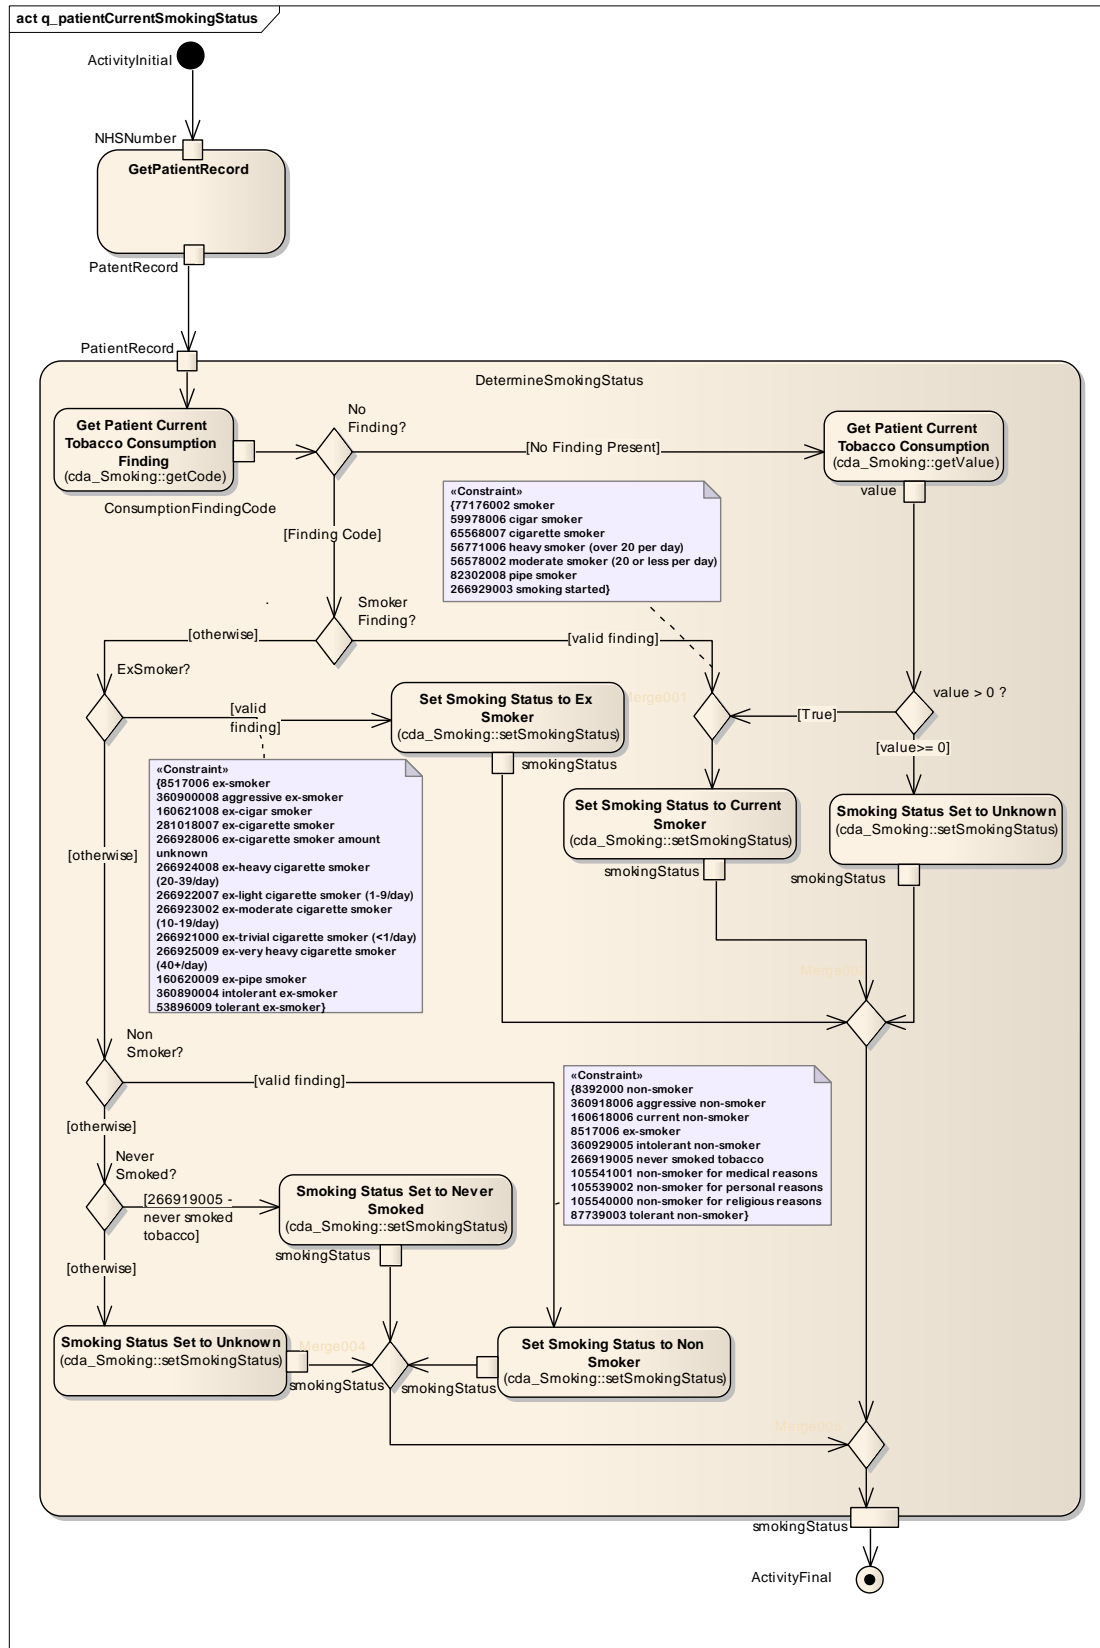 act q_patientCurrentSmokingStatus
ActivityInitial
NHSNumber
GetPatientRecord
PatentRecord
PatientRecord
DetermineSmokingStatus
Get Patient Current
Tobacco Consumption
Finding
(cda_Smoking::getCode)
ConsumptionFindingCode
No
Finding?
[No Finding Present]
Get Patient Current
Tobacco Consumption
(cda_Smoking::getValue)
value
[Finding Code]
«Constraint»
{77176002 smoker
59978006 cigar smoker
65568007 cigarette smoker
56771006 heavy smoker (over 20 per day)
56578002 moderate smoker (20 or less per day)
82302008 pipe smoker
266929003 smoking started}
.
Smoker
Finding?
[otherwise]
[valid finding]
ExSmoker?
[valid
finding]
Set Smoking Status to Ex
Smoker
(cda_Smoking::setSmokingStatus)
smokingStatus
Merge001
value > 0 ?
[True]
[value>= 0]
Set Smoking Status to Current
Smoker
(cda_Smoking::setSmokingStatus)
smokingStatus
Smoking Status Set to Unknown
(cda_Smoking::setSmokingStatus)
smokingStatus
«Constraint»
{8517006 ex-smoker
360900008 aggressive ex-smoker
160621008 ex-cigar smoker
281018007 ex-cigarette smoker
266928006 ex-cigarette smoker amount
unknown
266924008 ex-heavy cigarette smoker
(20-39/day)
266922007 ex-light cigarette smoker (1-9/day)
266923002 ex-moderate cigarette smoker
(10-19/day)
266921000 ex-trivial cigarette smoker (<1/day)
266925009 ex-very heavy cigarette smoker
(40+/day)
160620009 ex-pipe smoker
360890004 intolerant ex-smoker
53896009 tolerant ex-smoker}
[otherwise]
Non
Smoker?
[valid finding]
[otherwise]
«Constraint»
{8392000 non-smoker
360918006 aggressive non-smoker
160618006 current non-smoker
8517006 ex-smoker
360929005 intolerant non-smoker
266919005 never smoked tobacco
105541001 non-smoker for medical reasons
105539002 non-smoker for personal reasons
105540000 non-smoker for religious reasons
87739003 tolerant non-smoker}
Never
Smoked?
[266919005 -
never smoked
tobacco]
Smoking Status Set to Never
Smoked
(cda_Smoking::setSmokingStatus)
smokingStatus
[otherwise]
Smoking Status Set to Unknown
(cda_Smoking::setSmokingStatus)
smokingStatus
Merge004
Set Smoking Status to Non
Smoker
(cda_Smoking::setSmokingStatus)
smokingStatus
smokingStatus
ActivityFinal